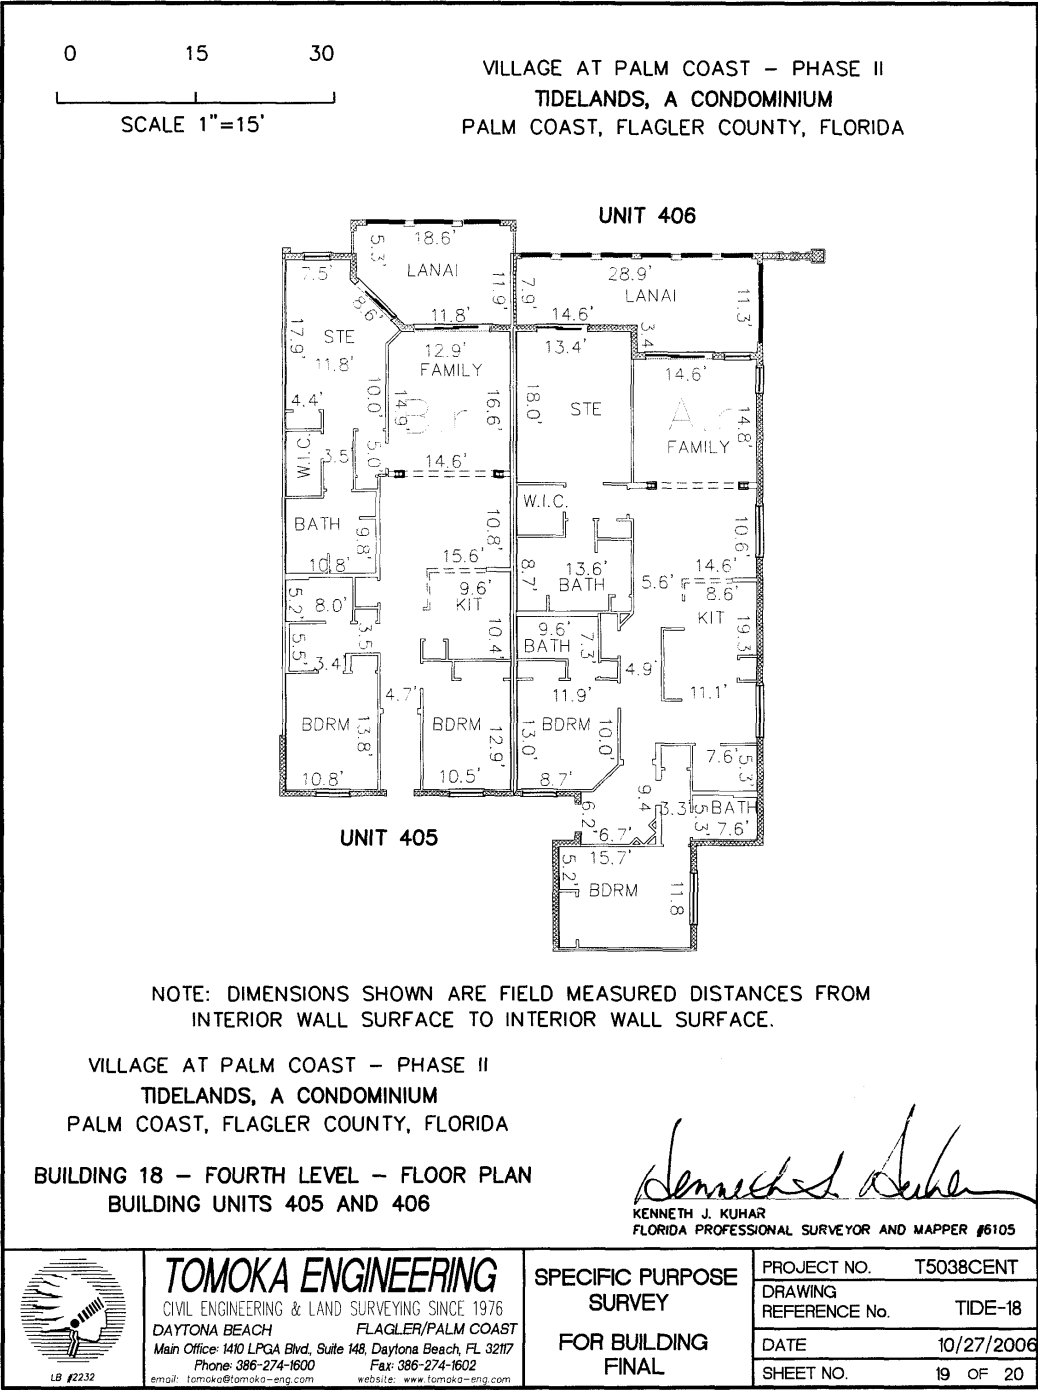 0 15 30
SCALE 1"=15'
VILLAGE AT PALM COAST – PHASE II
TIDELANDS, A CONDOMINIUM
PALM COAST, FLAGLER COUNTY, FLORIDA
UNIT 406
18.6'
5.3'
LANAI
11.9'
11.8'
7.5'
8.6'
17.9'
STE
11.8'
10.0'
4.4'
W.I.C.
3.5'
5.0'
12.9'
FAMILY
14.9'
16.6'
B.r
14.6'
BATH
9.8'
10.8'
10.8'
15.6'
9.6'
KIT
10.4'
5.2'
8.0'
5.5'
3.5'
3.4'
4.7'
BDRM
13.8'
10.8'
BDRM
12.9'
10.5'
UNIT 405
28.9'
LANAI
7.9'
11.3'
14.6'
3.4'
13.4'
18.0'
STE
14.6'
A.r
14.8'
FAMILY
W.I.C.
10.6'
8.7'
13.6'
BATH
5.6'
14.6'
8.6'
KIT
19.3'
9.6'
BATH
7.3'
4.9'
11.1'
11.9'
BDRM
13.0'
10.0'
8.7'
7.6'
5.3'
9.4'
3.3'
BATH
5.3'
7.6'
6.2'
6.7'
15.7'
5.2'
BDRM
11.8
NOTE: DIMENSIONS SHOWN ARE FIELD MEASURED DISTANCES FROM
INTERIOR WALL SURFACE TO INTERIOR WALL SURFACE.
VILLAGE AT PALM COAST – PHASE II
TIDELANDS, A CONDOMINIUM
PALM COAST, FLAGLER COUNTY, FLORIDA
BUILDING 18 – FOURTH LEVEL – FLOOR PLAN
BUILDING UNITS 405 AND 406
KENNETH J. KUHAR
FLORIDA PROFESSIONAL SURVEYOR AND MAPPER #6105
LB #2232
TOMOKA ENGINEERING
CIVIL ENGINEERING & LAND SURVEYING SINCE 1976
DAYTONA BEACH FLAGLER/PALM COAST
Main Office: 1410 LPGA Blvd., Suite 148, Daytona Beach, FL 32117
Phone: 386-274-1600 Fax: 386-274-1602
email: tomoka@tomoka-eng.com website: www.tomoka-eng.com
SPECIFIC PURPOSE
SURVEY
FOR BUILDING
FINAL
PROJECT NO. T5038CENT
DRAWING
REFERENCE No. TIDE-18
DATE 10/27/2006
SHEET NO. 19 OF 20